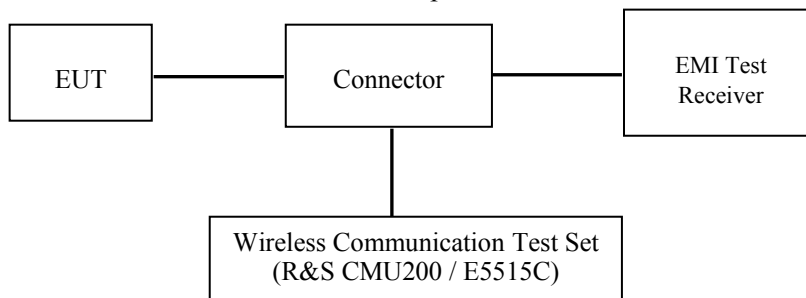 EUT
Connector
EMI Test
Receiver
Wireless Communication Test Set
(R&S CMU200 / E5515C)